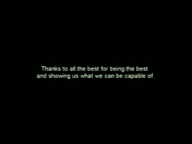 Thanks to all the best for being the best
and showing us what we can be capable of